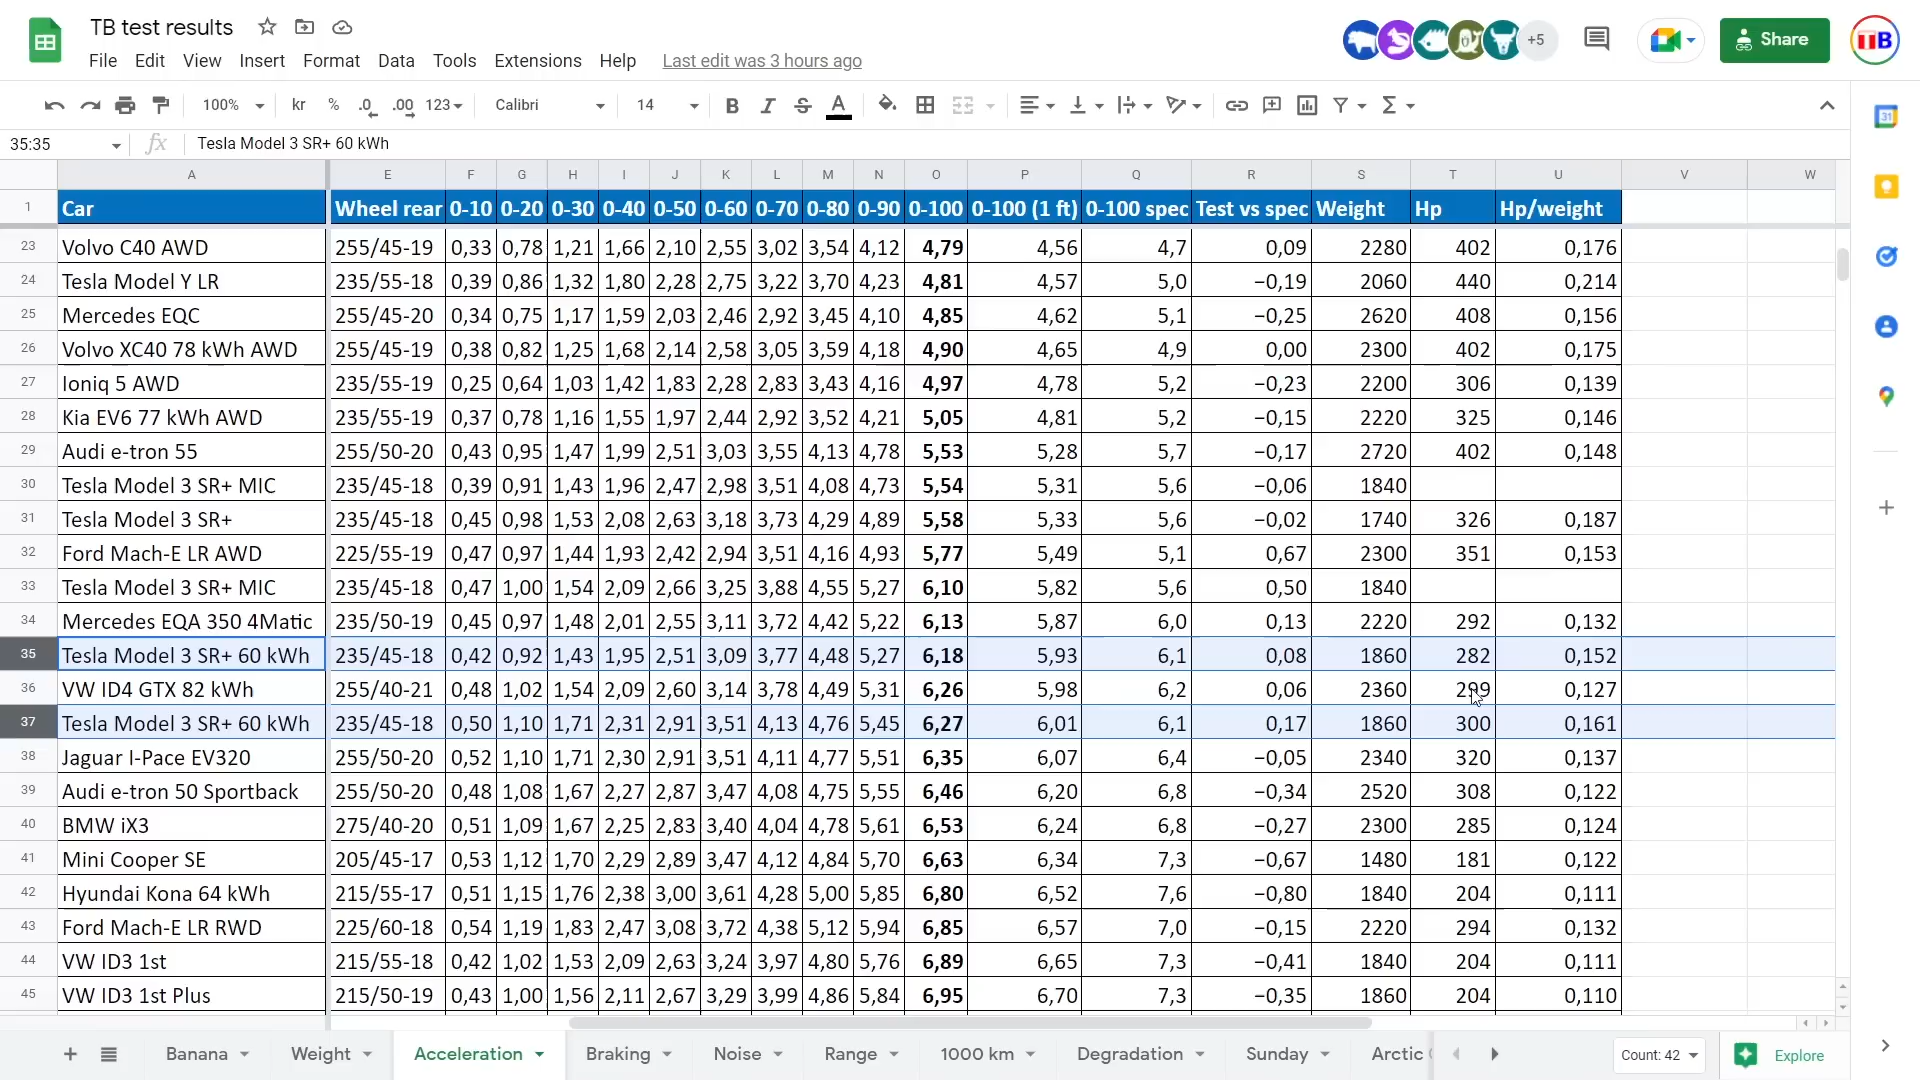 TB test results
+5
Share
TTB
File Edit View Insert Format Data Tools Extensions Help Last edit was 3 hours ago
100% kr % .0 .00 123 Calibri 14 B I S A
31
35:35 fx Tesla Model 3 SR+ 60 kWh
A E F G H I J K L M N O P Q R S T U V W
1 Car Wheel rear 0-10 0-20 0-30 0-40 0-50 0-60 0-70 0-80 0-90 0-100 0-100 (1 ft) 0-100 spec Test vs spec Weight Hp Hp/weight
23 Volvo C40 AWD 255/45-19 0,33 0,78 1,21 1,66 2,10 2,55 3,02 3,54 4,12 4,79 4,56 4,7 0,09 2280 402 0,176
24 Tesla Model Y LR 235/55-18 0,39 0,86 1,32 1,80 2,28 2,75 3,22 3,70 4,23 4,81 4,57 5,0 −0,19 2060 440 0,214
25 Mercedes EQC 255/45-20 0,34 0,75 1,17 1,59 2,03 2,46 2,92 3,45 4,10 4,85 4,62 5,1 −0,25 2620 408 0,156
26 Volvo XC40 78 kWh AWD 255/45-19 0,38 0,82 1,25 1,68 2,14 2,58 3,05 3,59 4,18 4,90 4,65 4,9 0,00 2300 402 0,175
27 Ioniq 5 AWD 235/55-19 0,25 0,64 1,03 1,42 1,83 2,28 2,83 3,43 4,16 4,97 4,78 5,2 −0,23 2200 306 0,139
28 Kia EV6 77 kWh AWD 235/55-19 0,37 0,78 1,16 1,55 1,97 2,44 2,92 3,52 4,21 5,05 4,81 5,2 −0,15 2220 325 0,146
29 Audi e-tron 55 255/50-20 0,43 0,95 1,47 1,99 2,51 3,03 3,55 4,13 4,78 5,53 5,28 5,7 −0,17 2720 402 0,148
30 Tesla Model 3 SR+ MIC 235/45-18 0,39 0,91 1,43 1,96 2,47 2,98 3,51 4,08 4,73 5,54 5,31 5,6 −0,06 1840
31 Tesla Model 3 SR+ 235/45-18 0,45 0,98 1,53 2,08 2,63 3,18 3,73 4,29 4,89 5,58 5,33 5,6 −0,02 1740 326 0,187
32 Ford Mach-E LR AWD 225/55-19 0,47 0,97 1,44 1,93 2,42 2,94 3,51 4,16 4,93 5,77 5,49 5,1 0,67 2300 351 0,153
33 Tesla Model 3 SR+ MIC 235/45-18 0,47 1,00 1,54 2,09 2,66 3,25 3,88 4,55 5,27 6,10 5,82 5,6 0,50 1840
34 Mercedes EQA 350 4Matic 235/50-19 0,45 0,97 1,48 2,01 2,55 3,11 3,72 4,42 5,22 6,13 5,87 6,0 0,13 2220 292 0,132
35 Tesla Model 3 SR+ 60 kWh 235/45-18 0,42 0,92 1,43 1,95 2,51 3,09 3,77 4,48 5,27 6,18 5,93 6,1 0,08 1860 282 0,152
36 VW ID4 GTX 82 kWh 255/40-21 0,48 1,02 1,54 2,09 2,60 3,14 3,78 4,49 5,31 6,26 5,98 6,2 0,06 2360 299 0,127
37 Tesla Model 3 SR+ 60 kWh 235/45-18 0,50 1,10 1,71 2,31 2,91 3,51 4,13 4,76 5,45 6,27 6,01 6,1 0,17 1860 300 0,161
38 Jaguar I-Pace EV320 255/50-20 0,52 1,10 1,71 2,30 2,91 3,51 4,11 4,77 5,51 6,35 6,07 6,4 −0,05 2340 320 0,137
39 Audi e-tron 50 Sportback 255/50-20 0,48 1,08 1,67 2,27 2,87 3,47 4,08 4,75 5,55 6,46 6,20 6,8 −0,34 2520 308 0,122
40 BMW iX3 275/40-20 0,51 1,09 1,67 2,25 2,83 3,40 4,04 4,78 5,61 6,53 6,24 6,8 −0,27 2300 285 0,124
41 Mini Cooper SE 205/45-17 0,53 1,12 1,70 2,29 2,89 3,47 4,12 4,84 5,70 6,63 6,34 7,3 −0,67 1480 181 0,122
42 Hyundai Kona 64 kWh 215/55-17 0,51 1,15 1,76 2,38 3,00 3,61 4,28 5,00 5,85 6,80 6,52 7,6 −0,80 1840 204 0,111
43 Ford Mach-E LR RWD 225/60-18 0,54 1,19 1,83 2,47 3,08 3,72 4,38 5,12 5,94 6,85 6,57 7,0 −0,15 2220 294 0,132
44 VW ID3 1st 215/55-18 0,42 1,02 1,53 2,09 2,63 3,24 3,97 4,80 5,76 6,89 6,65 7,3 −0,41 1840 204 0,111
45 VW ID3 1st Plus 215/50-19 0,43 1,00 1,56 2,11 2,67 3,29 3,99 4,86 5,84 6,95 6,70 7,3 −0,35 1860 204 0,110
Banana Weight Acceleration Braking Noise Range 1000 km Degradation Sunday Arctic Count: 42 Explore